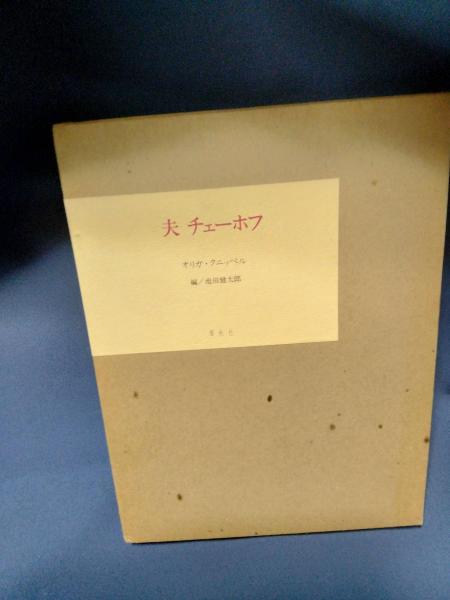 夫 チェーホフ
オリガ・クニッペル
編／池田健太郎